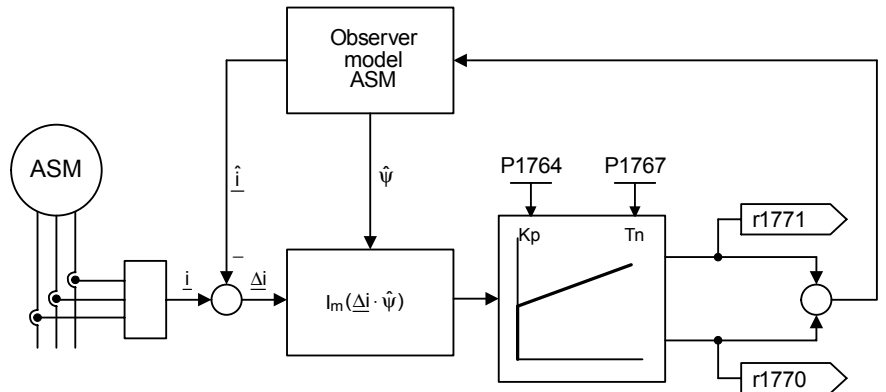 Observer
model
ASM
ASM
î
ψ̂
P1764
P1767
r1771
Kp
Tn
–
i
Δi
Im(Δi · ψ̂)
r1770